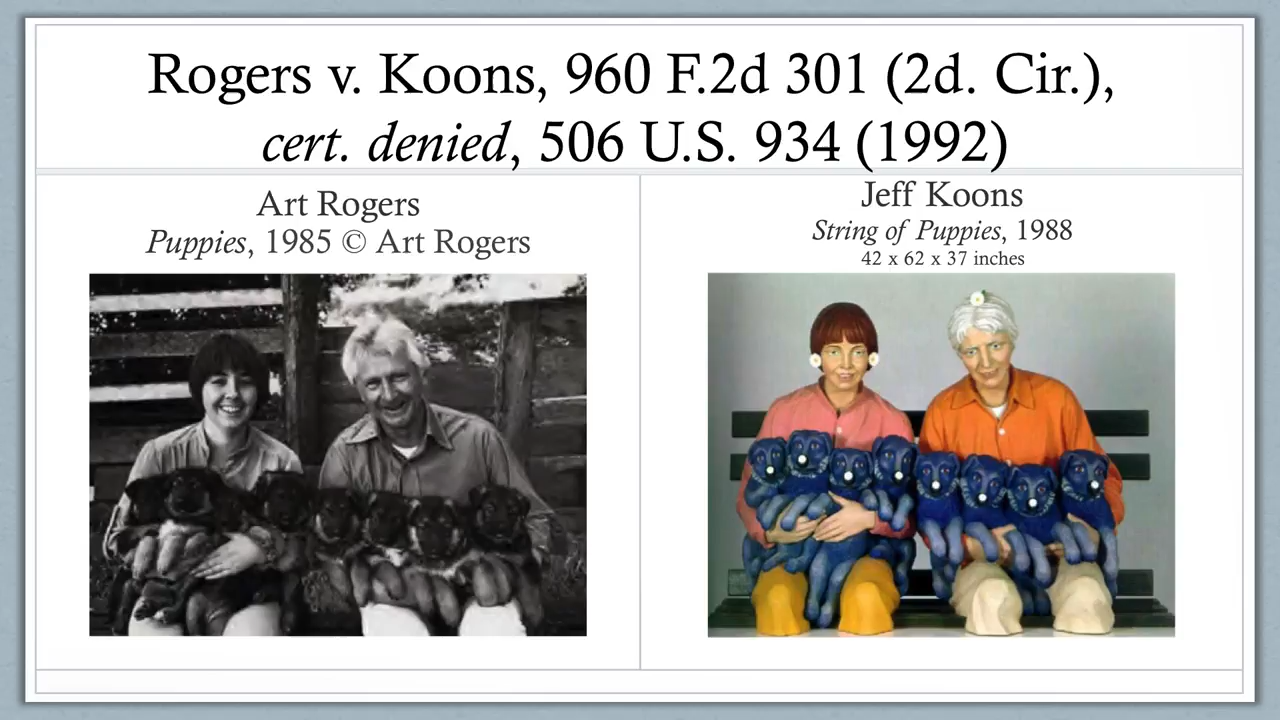 Rogers v. Koons, 960 F.2d 301 (2d. Cir.),
cert. denied, 506 U.S. 934 (1992)
Art Rogers
Puppies, 1985 © Art Rogers
Jeff Koons
String of Puppies, 1988
42 x 62 x 37 inches